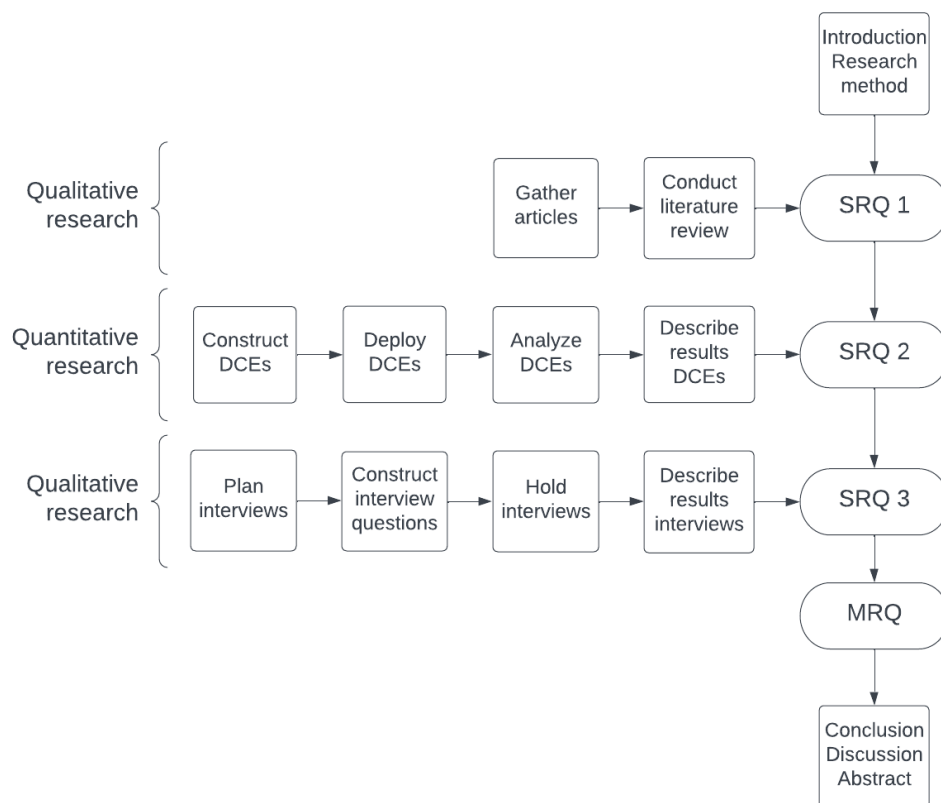 Introduction
Research
method
Qualitative
research
Gather
articles
Conduct
literature
review
SRQ 1
Quantitative
research
Construct
DCEs
Deploy
DCEs
Analyze
DCEs
Describe
results
DCEs
SRQ 2
Qualitative
research
Plan
interviews
Construct
interview
questions
Hold
interviews
Describe
results
interviews
SRQ 3
MRQ
Conclusion
Discussion
Abstract